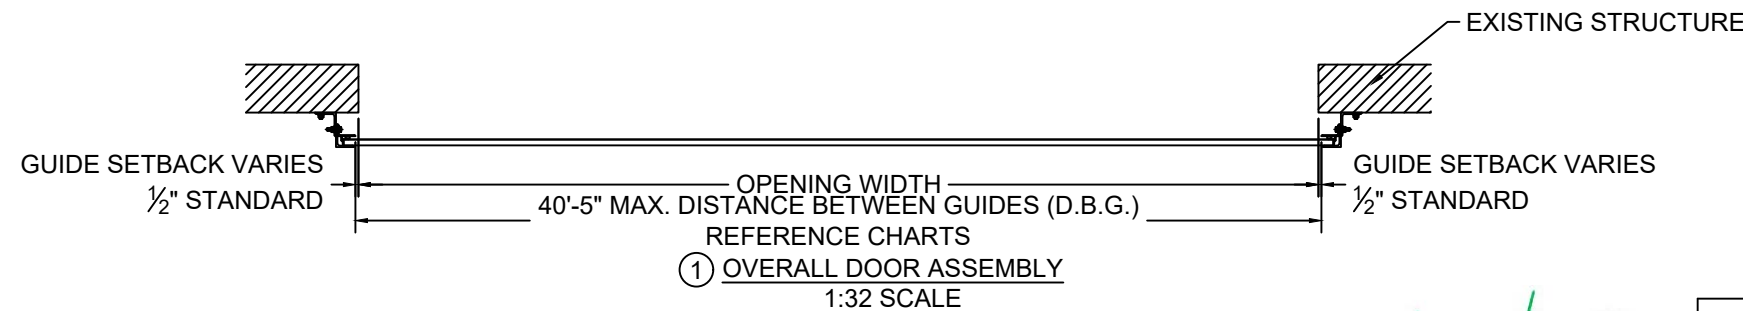 EXISTING STRUCTURE
GUIDE SETBACK VARIES
½" STANDARD
OPENING WIDTH
40'-5" MAX. DISTANCE BETWEEN GUIDES (D.B.G.)
REFERENCE CHARTS
GUIDE SETBACK VARIES
½" STANDARD
1 OVERALL DOOR ASSEMBLY
1:32 SCALE